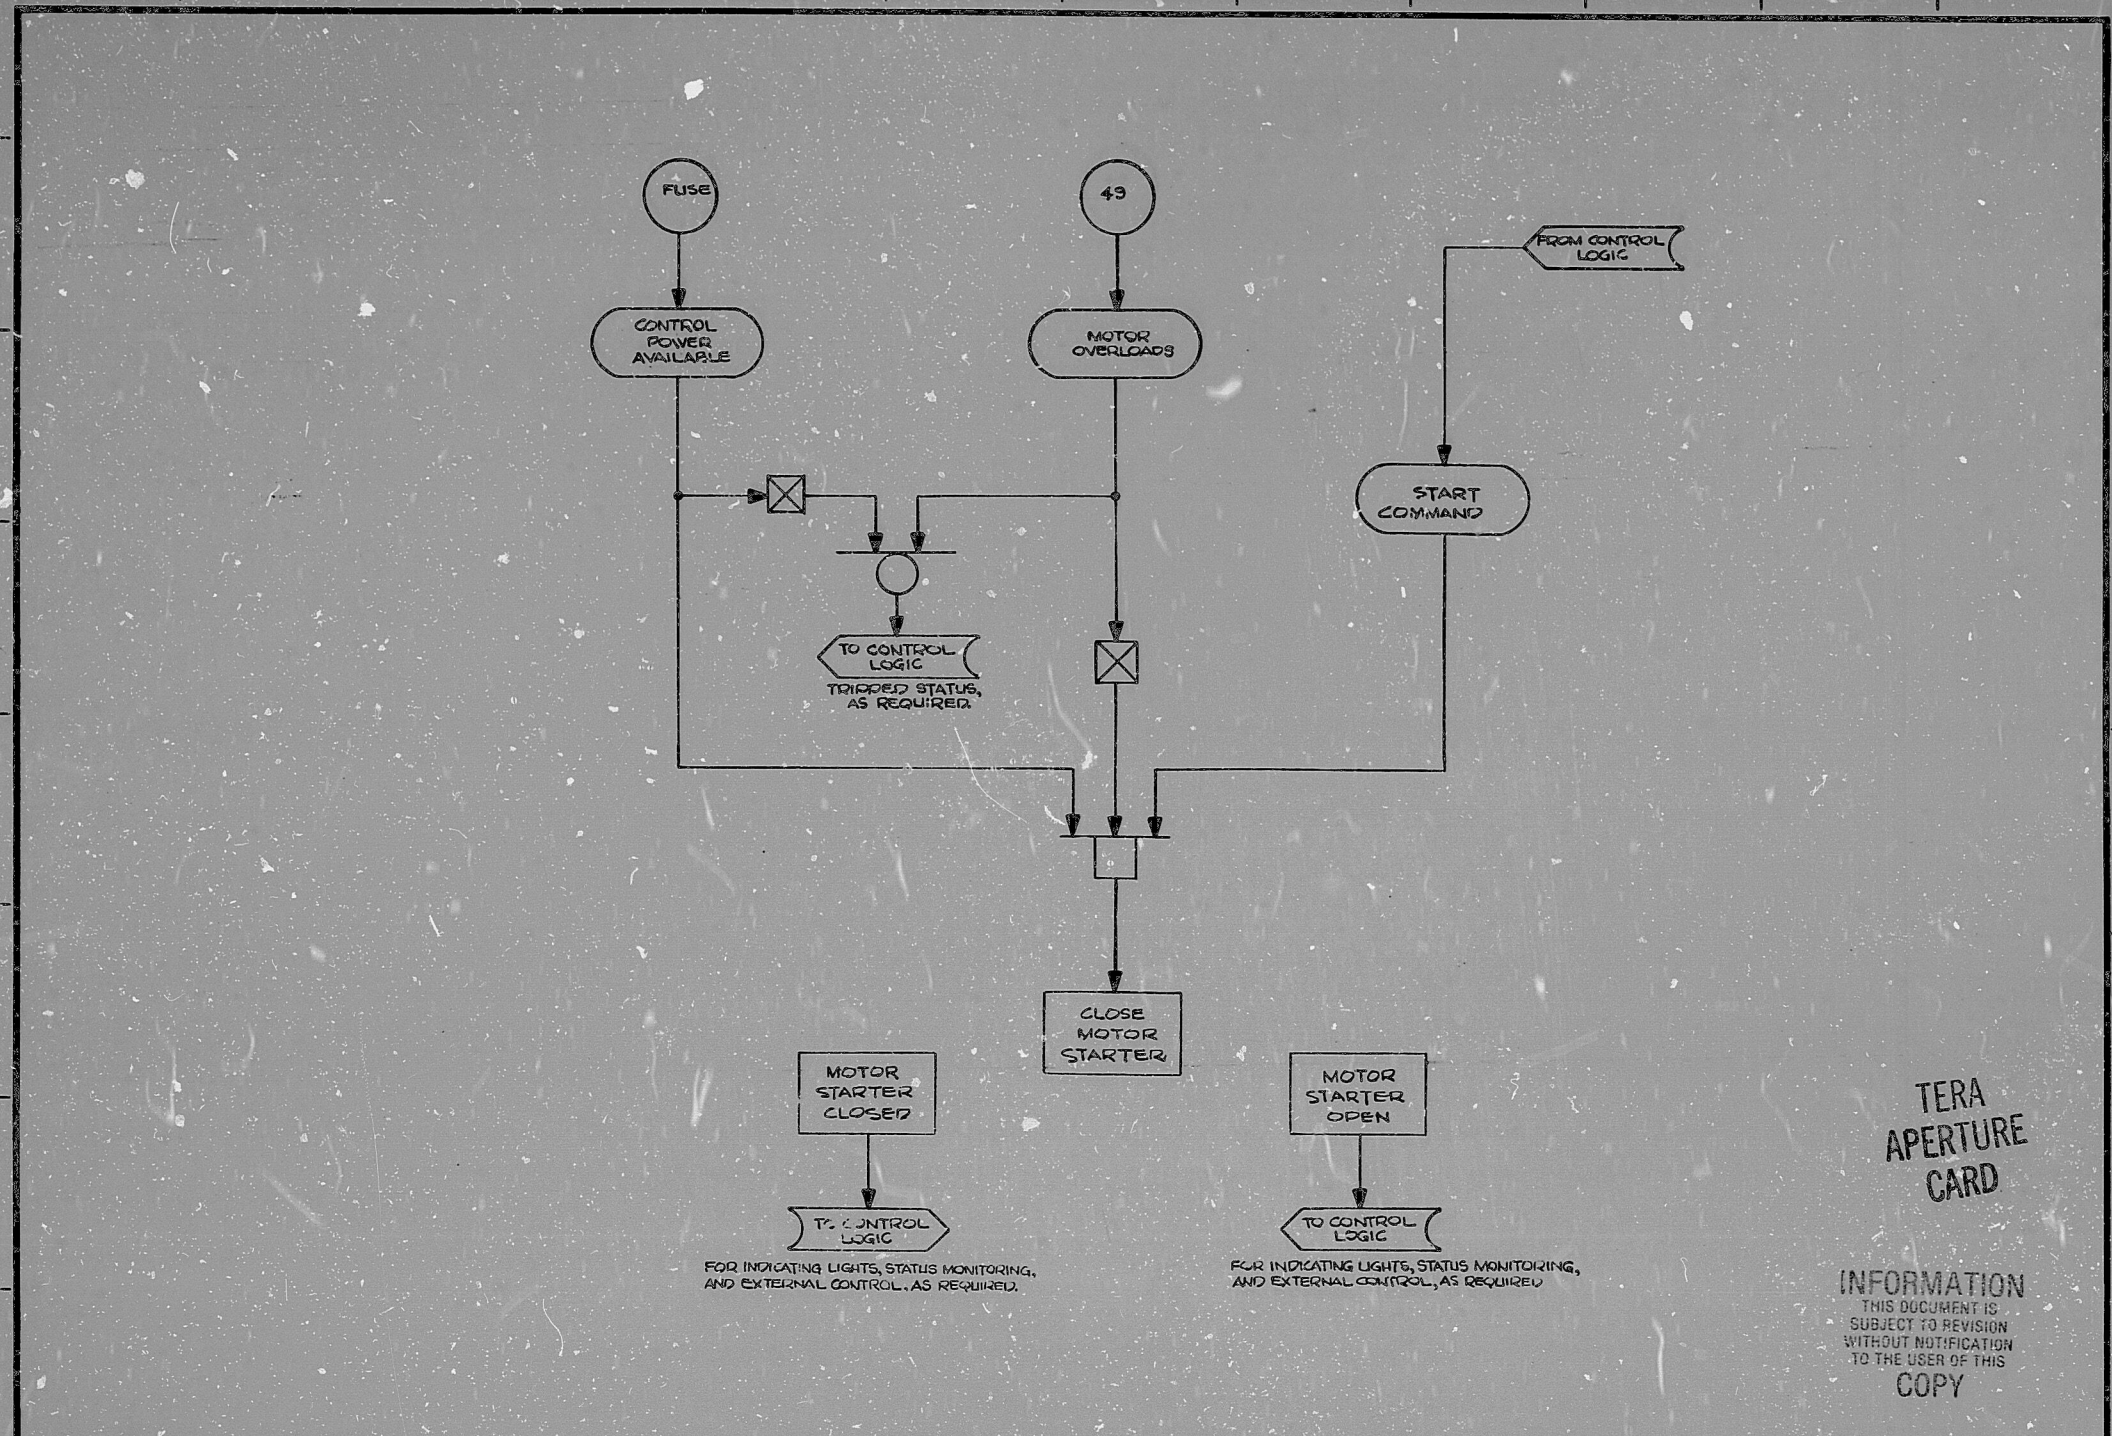 FUSE
49
FROM CONTROL
LOGIC
CONTROL
POWER
AVAILABLE
MOTOR
OVERLOADS
START
COMMAND
TO CONTROL
LOGIC
TRIPPED STATUS,
AS REQUIRED.
CLOSE
MOTOR
STARTER
MOTOR
STARTER
CLOSED
MOTOR
STARTER
OPEN
TO CONTROL
LOGIC
FOR INDICATING LIGHTS, STATUS MONITORING,
AND EXTERNAL CONTROL, AS REQUIRED.
TO CONTROL
LOGIC
FOR INDICATING LIGHTS, STATUS MONITORING,
AND EXTERNAL CONTROL, AS REQUIRED
TERA
APERTURE
CARD
INFORMATION
THIS DOCUMENT IS
SUBJECT TO REVISION
WITHOUT NOTIFICATION
TO THE USER OF THIS
COPY